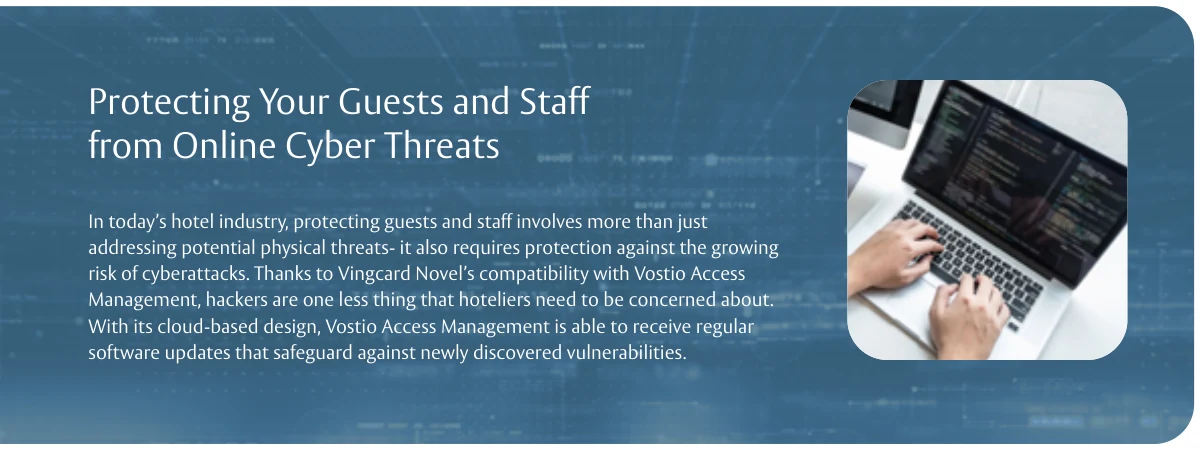 Protecting Your Guests and Staff
from Online Cyber Threats
In today’s hotel industry, protecting guests and staff involves more than just
addressing potential physical threats- it also requires protection against the growing
risk of cyberattacks. Thanks to Vingcard Novel’s compatibility with Vostio Access
Management, hackers are one less thing that hoteliers need to be concerned about.
With its cloud-based design, Vostio Access Management is able to receive regular
software updates that safeguard against newly discovered vulnerabilities.